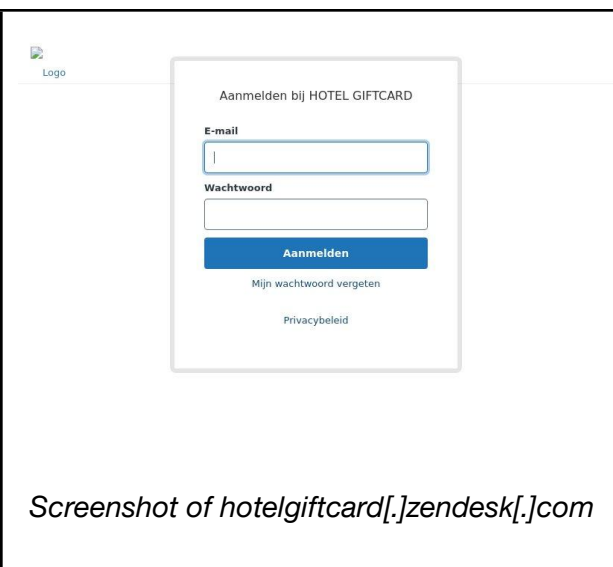 Logo
Aanmelden bij HOTEL GIFTCARD
E-mail
Wachtwoord
Aanmelden
Mijn wachtwoord vergeten
Privacybeleid
Screenshot of hotelgiftcard[.]zendesk[.]com